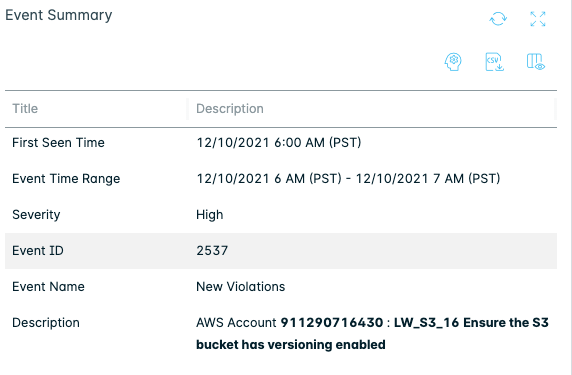 Event Summary
CSV
Title Description
First Seen Time 12/10/2021 6:00 AM (PST)
Event Time Range 12/10/2021 6 AM (PST) - 12/10/2021 7 AM (PST)
Severity High
Event ID 2537
Event Name New Violations
Description AWS Account 911290716430 : LW_S3_16 Ensure the S3
bucket has versioning enabled